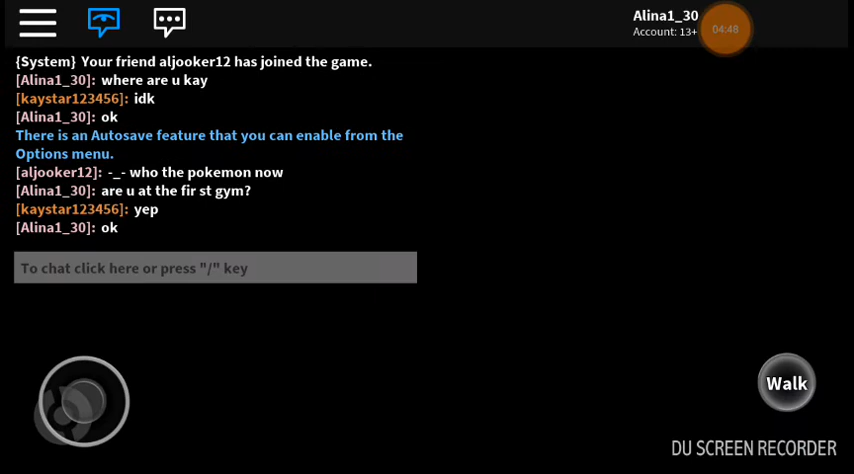 Alina1_30
Account: 13+
04:48
{System} Your friend aljooker12 has joined the game.
[Alina1_30]: where are u kay
[kaystar123456]: idk
[Alina1_30]: ok
There is an Autosave feature that you can enable from the
Options menu.
[aljooker12]: -_- who the pokemon now
[Alina1_30]: are u at the fir st gym?
[kaystar123456]: yep
[Alina1_30]: ok
To chat click here or press "/" key
Walk
DU SCREEN RECORDER